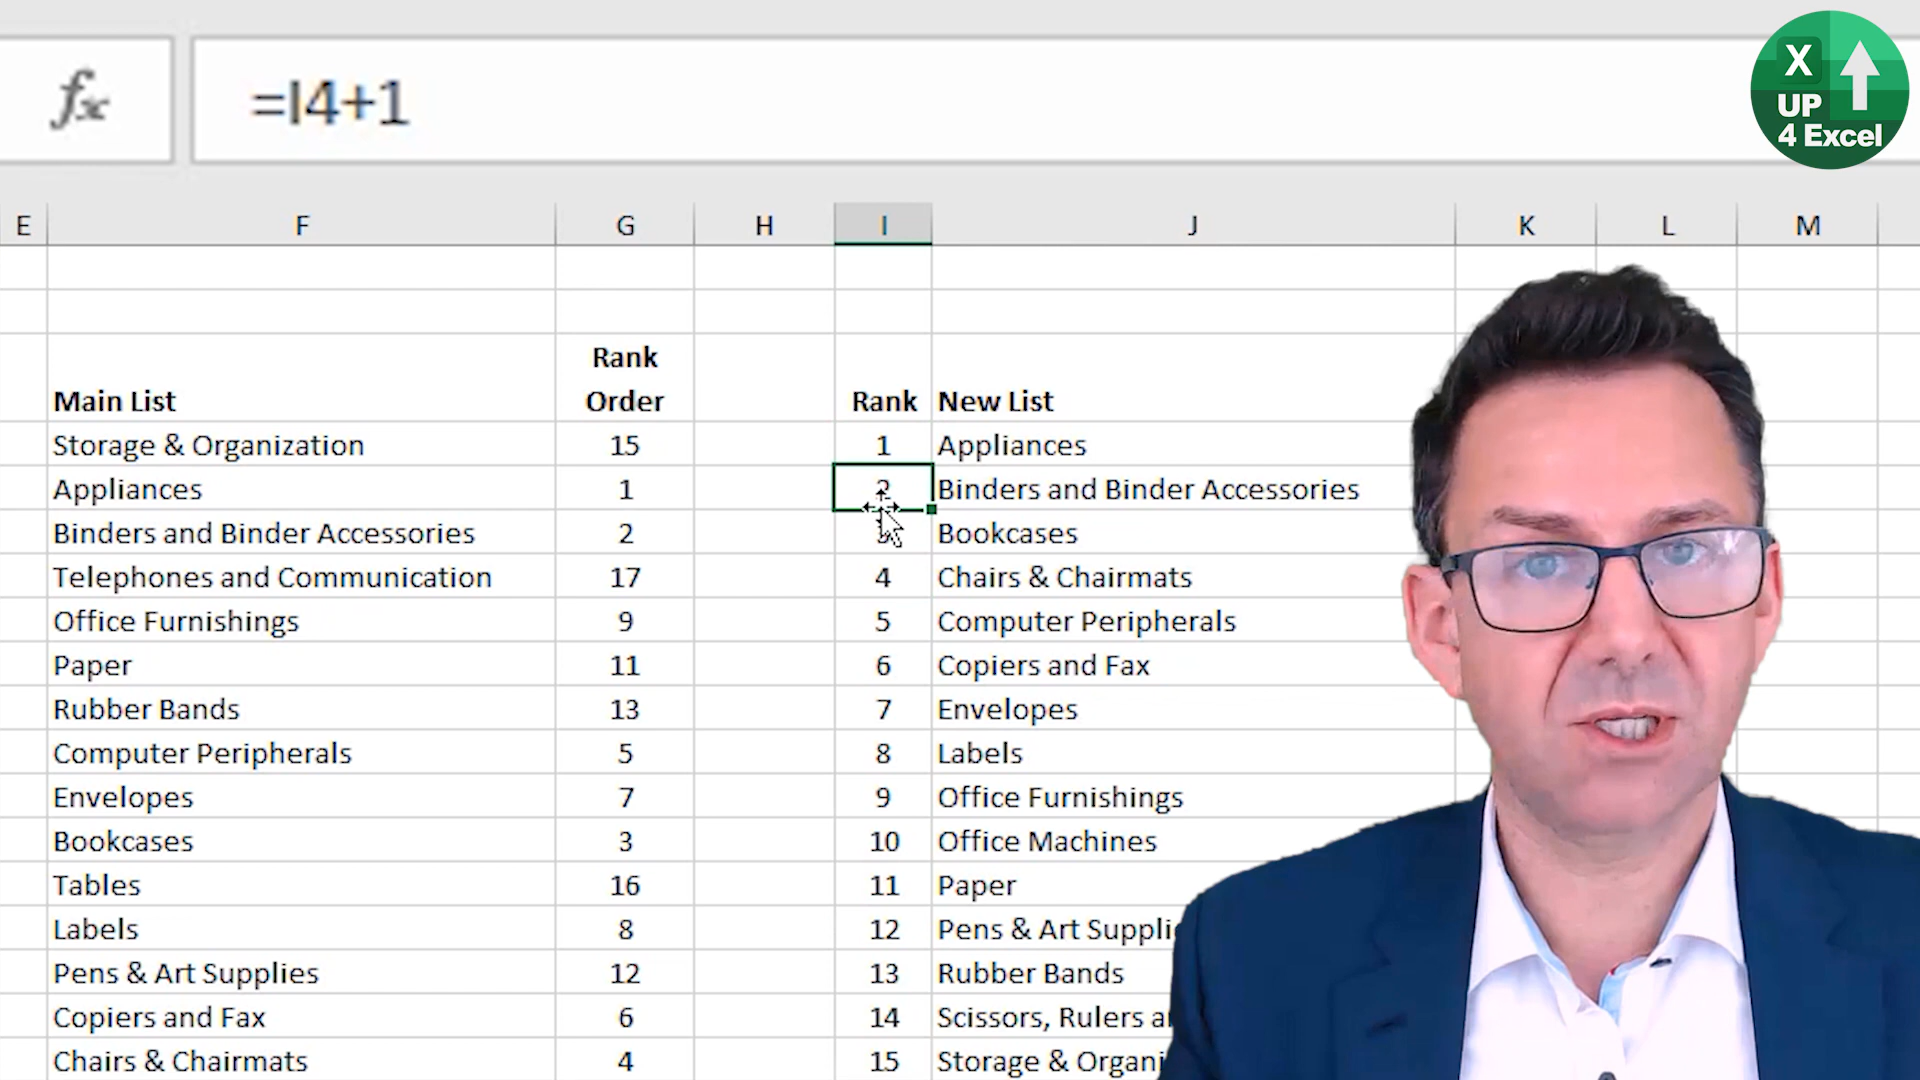 X
UP
4 Excel
fx
=I4+1
E F G H I J K L M
Rank
Main List Order Rank New List
Storage & Organization 15 1 Appliances
Appliances 1 2 Binders and Binder Accessories
Binders and Binder Accessories 2 Bookcases
Telephones and Communication 17 4 Chairs & Chairmats
Office Furnishings 9 5 Computer Peripherals
Paper 11 6 Copiers and Fax
Rubber Bands 13 7 Envelopes
Computer Peripherals 5 8 Labels
Envelopes 7 9 Office Furnishings
Bookcases 3 10 Office Machines
Tables 16 11 Paper
Labels 8 12 Pens & Art Supplie
Pens & Art Supplies 12 13 Rubber Bands
Copiers and Fax 6 14 Scissors, Rulers a
Chairs & Chairmats 4 15 Storage & Organi